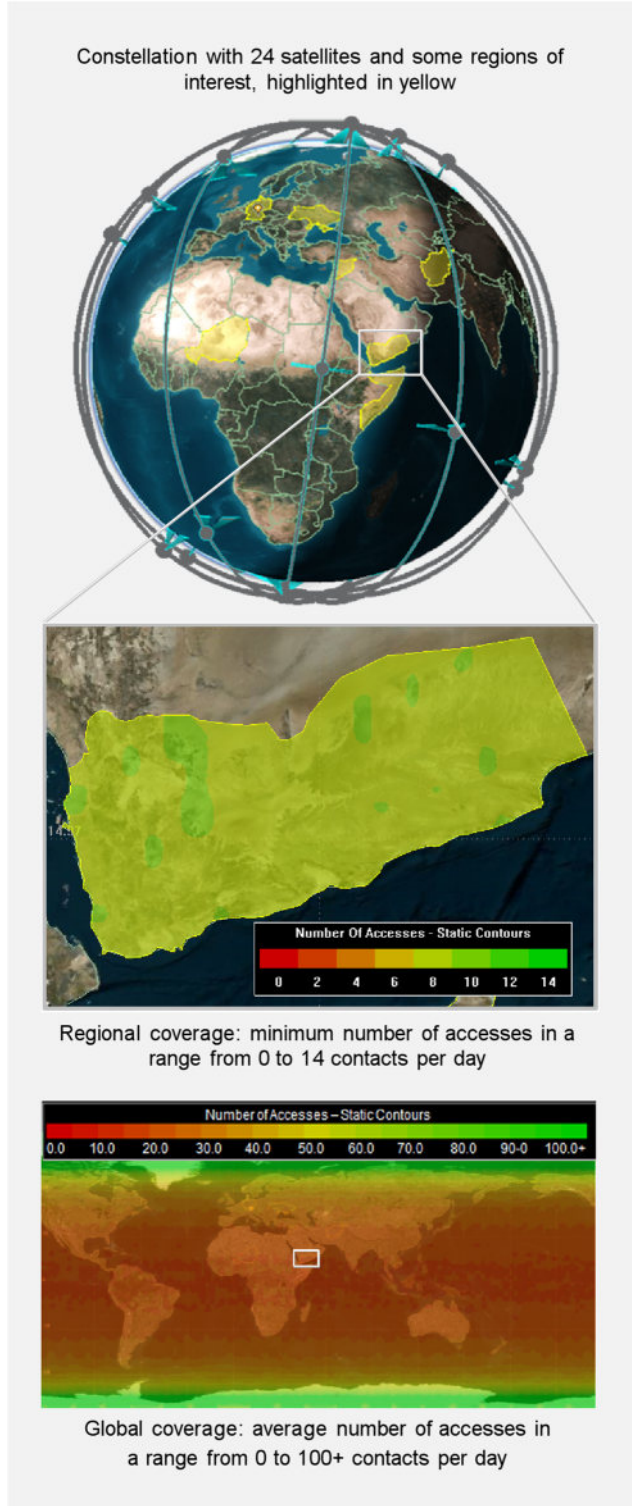 Constellation with 24 satellites and some regions of
interest, highlighted in yellow
Number Of Accesses - Static Contours
0 2 4 6 8 10 12 14
Regional coverage: minimum number of accesses in a
range from 0 to 14 contacts per day
Number of Accesses – Static Contours
0.0 10.0 20.0 30.0 40.0 50.0 60.0 70.0 80.0 90-0 100.0+
Global coverage: average number of accesses in
a range from 0 to 100+ contacts per day